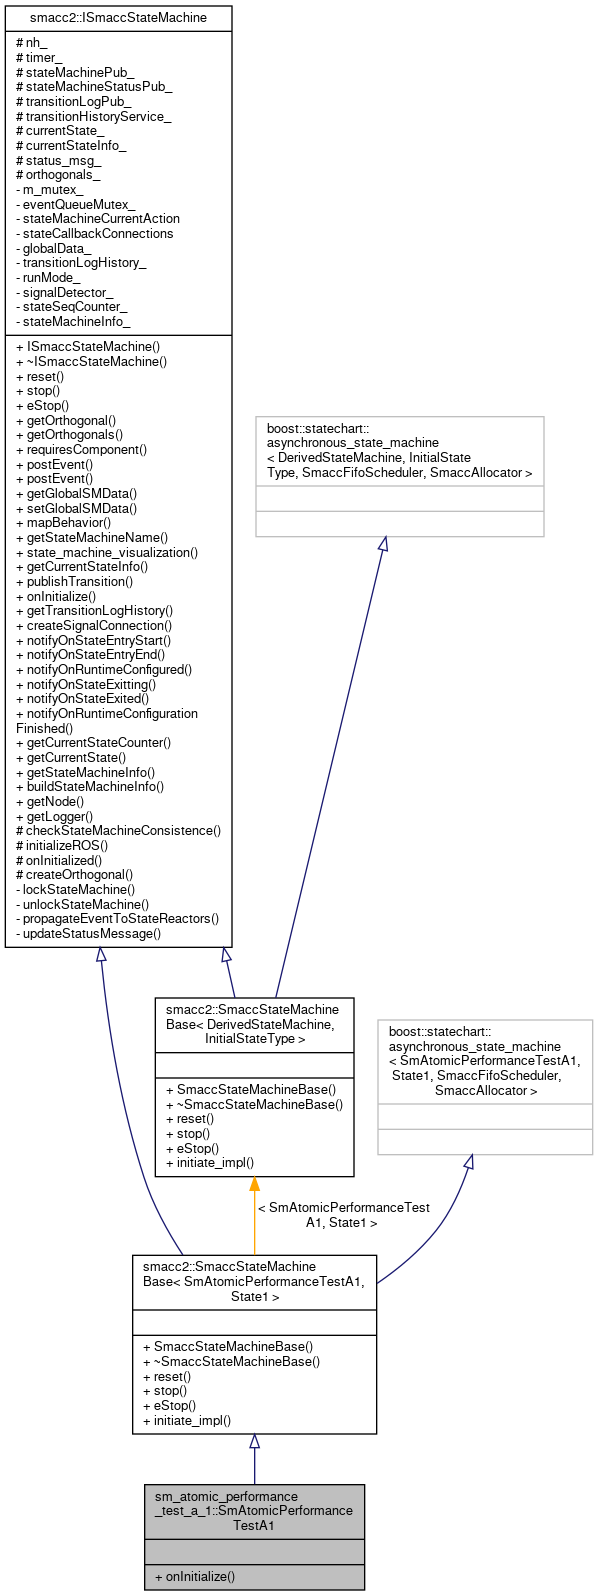 smacc2::ISmaccStateMachine
# nh_
# timer_
# stateMachinePub_
# stateMachineStatusPub_
# transitionLogPub_
# transitionHistoryService_
# currentState_
# currentStateInfo_
# status_msg_
# orthogonals_
- m_mutex_
- eventQueueMutex_
- stateMachineCurrentAction
- stateCallbackConnections
- globalData_
- transitionLogHistory_
- runMode_
- signalDetector_
- stateSeqCounter_
- stateMachineInfo_
+ ISmaccStateMachine()
+ ~ISmaccStateMachine()
+ reset()
+ stop()
+ eStop()
+ getOrthogonal()
+ getOrthogonals()
+ requiresComponent()
+ postEvent()
+ postEvent()
+ getGlobalSMData()
+ setGlobalSMData()
+ mapBehavior()
+ getStateMachineName()
+ state_machine_visualization()
+ getCurrentStateInfo()
+ publishTransition()
+ onInitialize()
+ getTransitionLogHistory()
+ createSignalConnection()
+ notifyOnStateEntryStart()
+ notifyOnStateEntryEnd()
+ notifyOnRuntimeConfigured()
+ notifyOnStateExitting()
+ notifyOnStateExited()
+ notifyOnRuntimeConfiguration
Finished()
+ getCurrentStateCounter()
+ getCurrentState()
+ getStateMachineInfo()
+ buildStateMachineInfo()
+ getNode()
+ getLogger()
# checkStateMachineConsistence()
# initializeROS()
# onInitialized()
# createOrthogonal()
- lockStateMachine()
- unlockStateMachine()
- propagateEventToStateReactors()
- updateStatusMessage()
boost::statechart::
asynchronous_state_machine
< DerivedStateMachine, InitialState
Type, SmaccFifoScheduler, SmaccAllocator >
smacc2::SmaccStateMachine
Base< DerivedStateMachine,
InitialStateType >
+ SmaccStateMachineBase()
+ ~SmaccStateMachineBase()
+ reset()
+ stop()
+ eStop()
+ initiate_impl()
boost::statechart::
asynchronous_state_machine
< SmAtomicPerformanceTestA1,
State1, SmaccFifoScheduler,
SmaccAllocator >
< SmAtomicPerformanceTest
A1, State1 >
smacc2::SmaccStateMachine
Base< SmAtomicPerformanceTestA1,
State1 >
+ SmaccStateMachineBase()
+ ~SmaccStateMachineBase()
+ reset()
+ stop()
+ eStop()
+ initiate_impl()
sm_atomic_performance
_test_a_1::SmAtomicPerformance
TestA1
+ onInitialize()